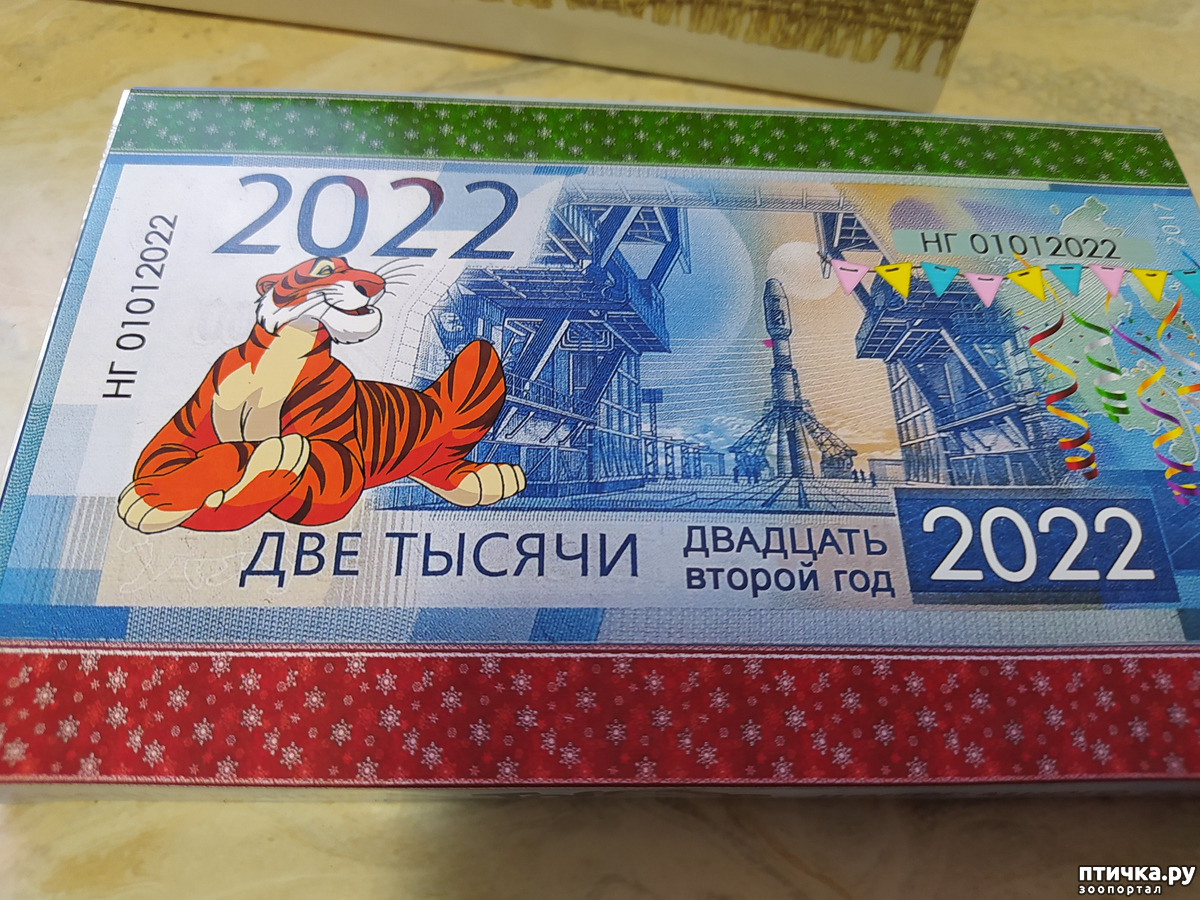 2022
НГ 01012022
НГ 01012022
2017
ДВЕ ТЫСЯЧИ
ДВАДЦАТЬ
ВТОРОЙ ГОД
2022
птичка.ру
зоопортал